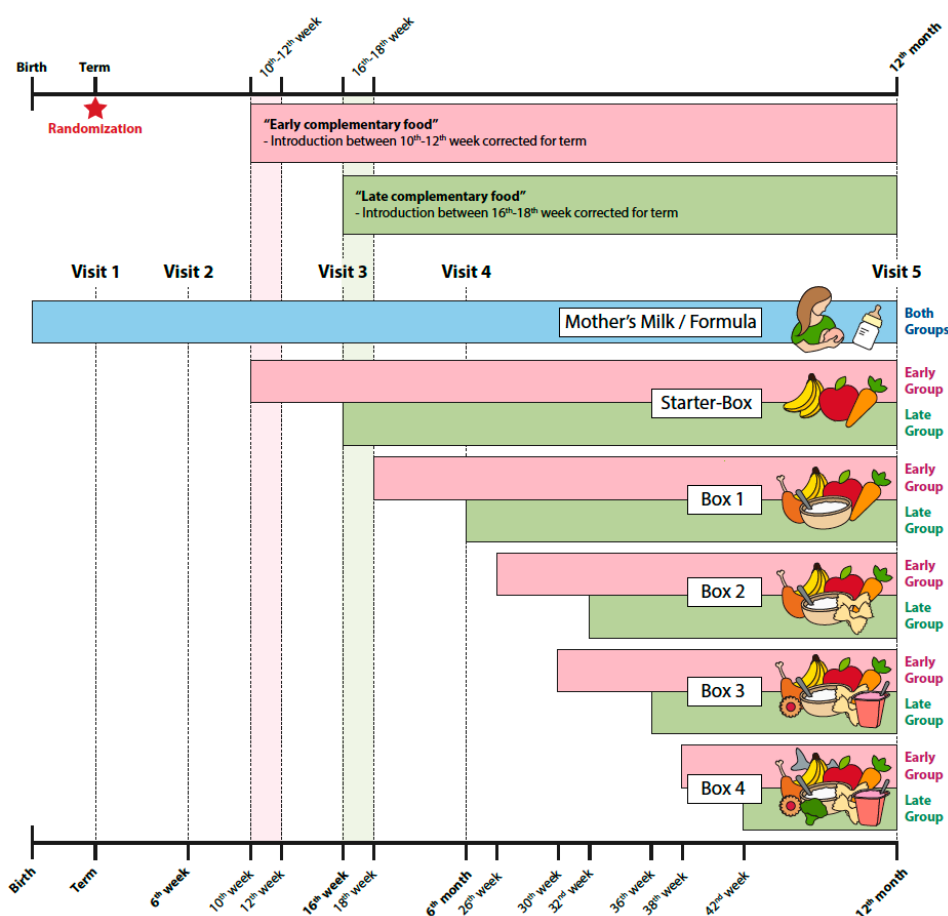 10th-12th week
16th-18th week
12th month
Birth
Term
Randomization
“Early complementary food”
- Introduction between 10th-12th week corrected for term
“Late complementary food”
- Introduction between 16th-18th week corrected for term
Visit 1
Visit 2
Visit 3
Visit 4
Visit 5
Mother’s Milk / Formula
Both
Groups
Early
Group
Starter-Box
Late
Group
Early
Group
Box 1
Late
Group
Early
Group
Box 2
Late
Group
Early
Group
Box 3
Late
Group
Early
Group
Box 4
Late
Group
Birth
Term
6th week
10th week
12th week
16th week
18th week
6th month
26th week
30th week
32nd week
36th week
38th week
42nd week
12th month